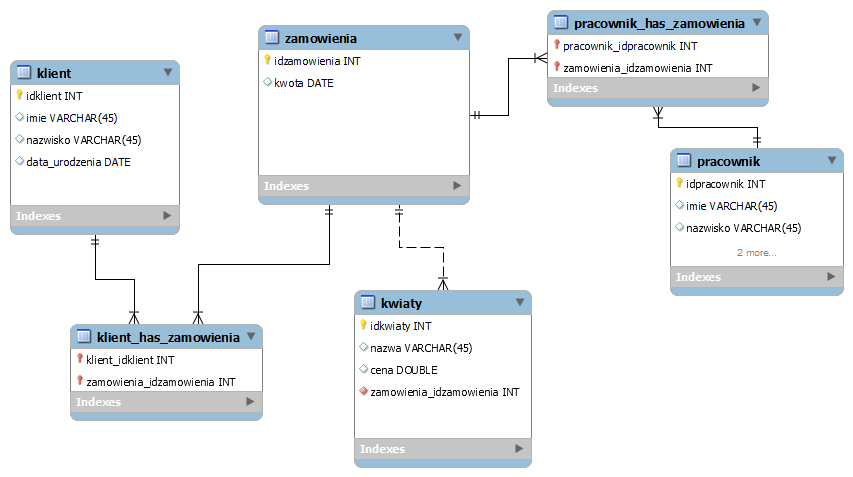 klient
idklient INT
imie VARCHAR(45)
nazwisko VARCHAR(45)
data_urodzenia DATE
Indexes
zamowienia
idzamowienia INT
kwota DATE
Indexes
pracownik_has_zamowienia
pracownik_idpracownik INT
zamowienia_idzamowienia INT
Indexes
pracownik
idpracownik INT
imie VARCHAR(45)
nazwisko VARCHAR(45)
2 more...
Indexes
klient_has_zamowienia
klient_idklient INT
zamowienia_idzamowienia INT
Indexes
kwiaty
idkwiaty INT
nazwa VARCHAR(45)
cena DOUBLE
zamowienia_idzamowienia INT
Indexes